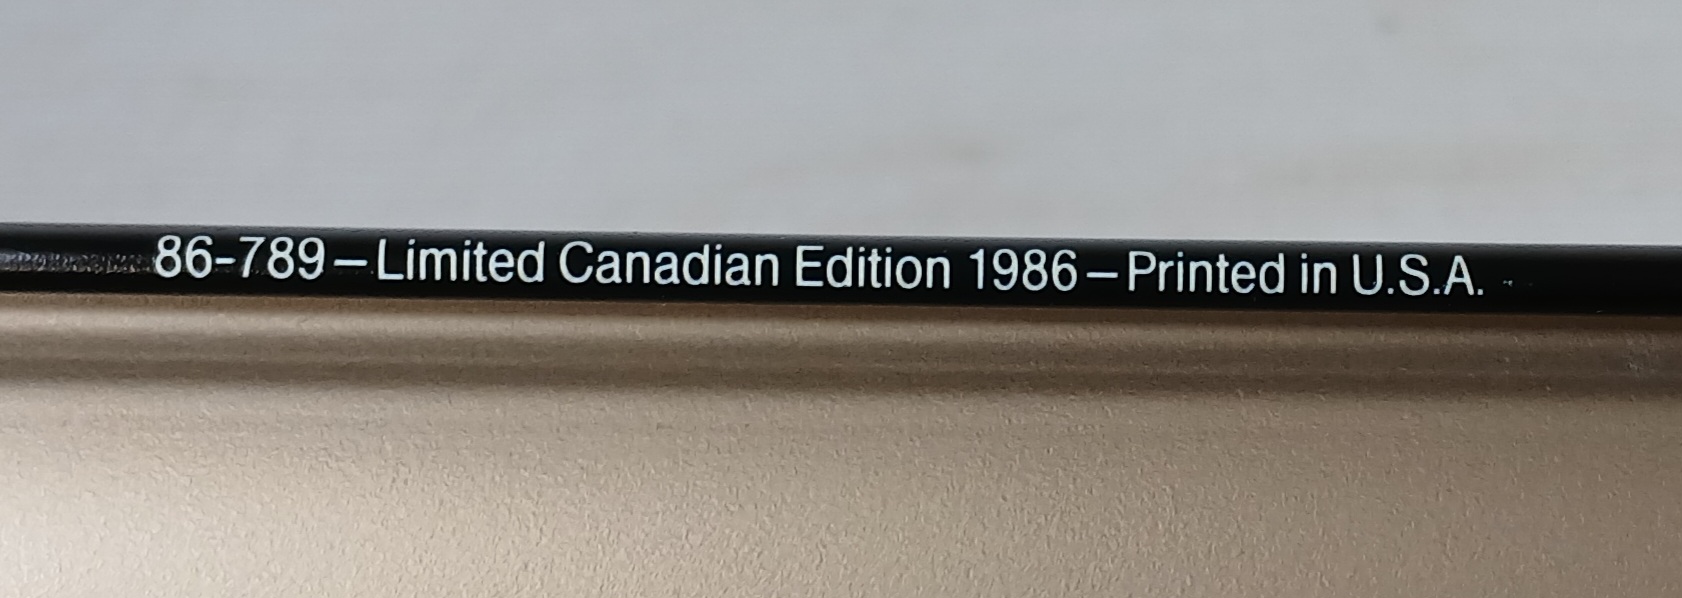 86-789–Limited Canadian Edition 1986–Printed in U.S.A.